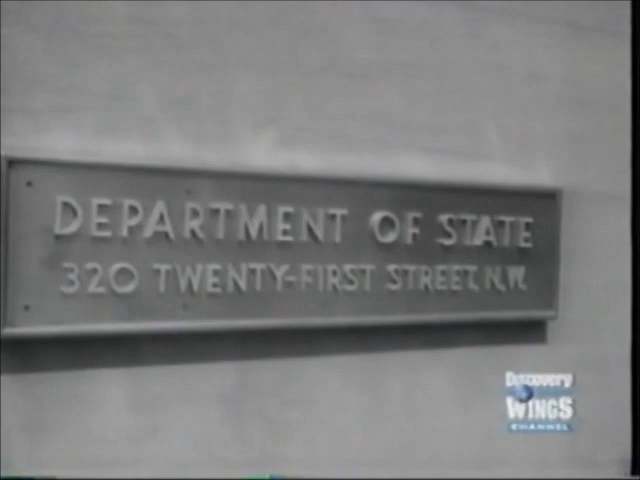 DEPARTMENT OF STATE
320 TWENTY-FIRST STREET, N.W.
Discovery
WINGS
CHANNEL